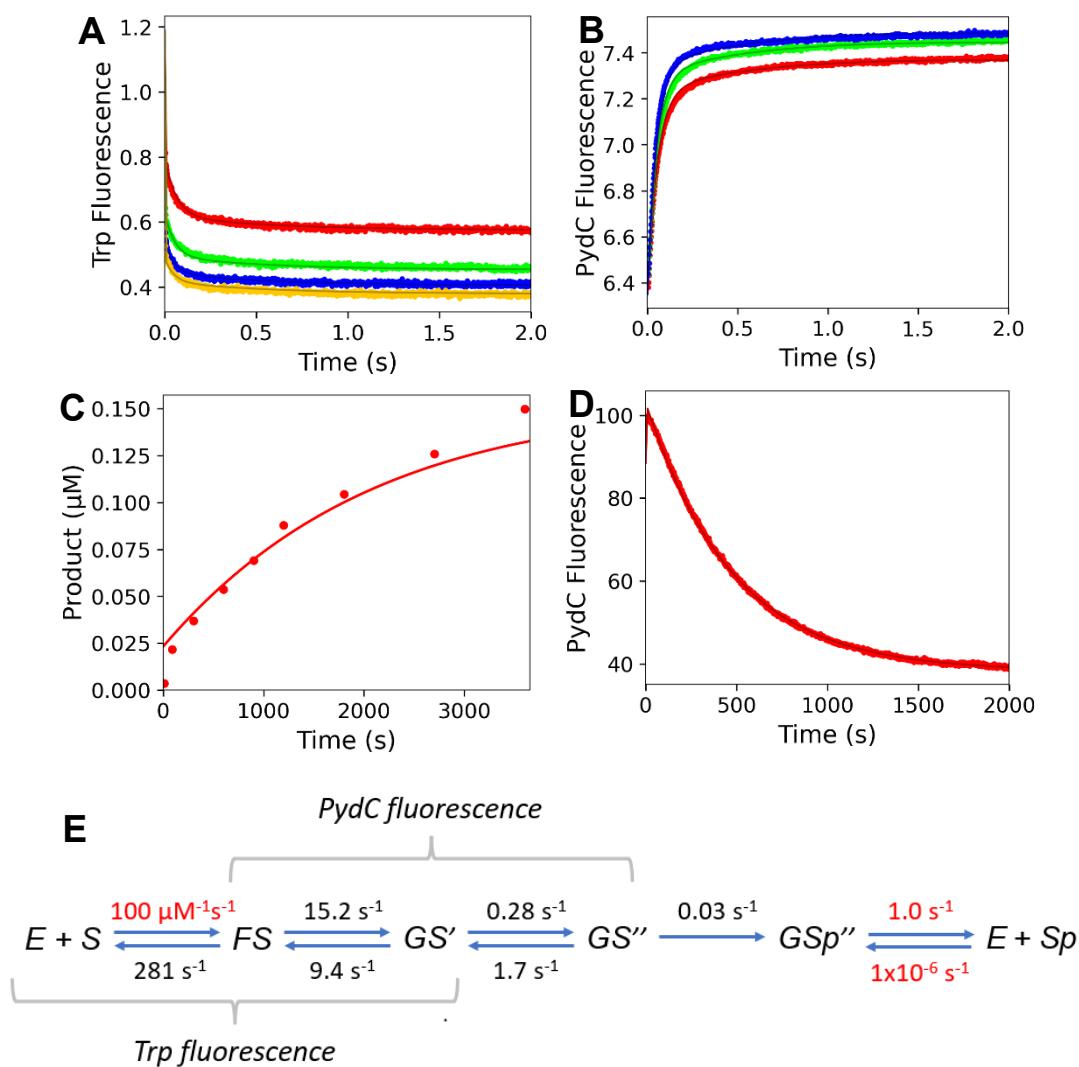 A
1.2
1.0
0.8
0.6
0.4
Trp Fluorescence
0.0 0.5 1.0 1.5 2.0
Time (s)
B
7.4
7.2
7.0
6.8
6.6
6.4
PydC Fluorescence
0.0 0.5 1.0 1.5 2.0
Time (s)
C
0.150
0.125
0.100
0.075
0.050
0.025
0.000
Product (μM)
0 1000 2000 3000
Time (s)
D
100
80
60
40
PydC Fluorescence
0 500 1000 1500 2000
Time (s)
E
PydC fluorescence
100 μM⁻¹s⁻¹ 15.2 s⁻¹ 0.28 s⁻¹ 0.03 s⁻¹ 1.0 s⁻¹
E + S FS GS′ GS′′ GSp′′ E + Sp
281 s⁻¹ 9.4 s⁻¹ 1.7 s⁻¹ 1x10⁻⁶ s⁻¹
Trp fluorescence